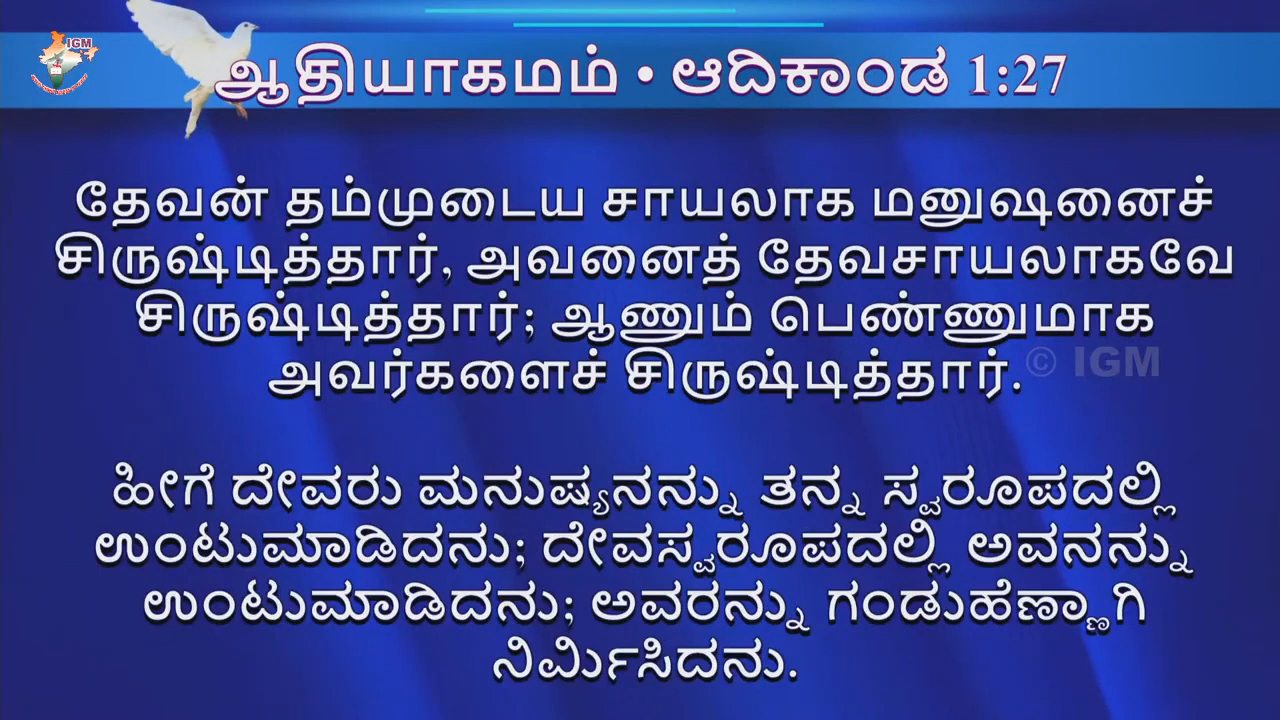 IGM
ஆதியாகமம் • ಆದಿಕಾಂಡ 1:27
தேவன் தம்முடைய சாயலாக மனுஷனைச்
சிருஷ்டித்தார், அவனைத் தேவசாயலாகவே
சிருஷ்டித்தார்; ஆணும் பெண்ணுமாக
அவர்களைச் சிருஷ்டித்தார்.
© IGM
ಹೀಗೆ ದೇವರು ಮನುಷ್ಯನನ್ನು ತನ್ನ ಸ್ವರೂಪದಲ್ಲಿ
ಉಂಟುಮಾಡಿದನು; ದೇವಸ್ವರೂಪದಲ್ಲಿ ಅವನನ್ನು
ಉಂಟುಮಾಡಿದನು; ಅವರನ್ನು ಗಂಡುಹೆಣ್ಣಾಗಿ
ನಿರ್ಮಿಸಿದನು.